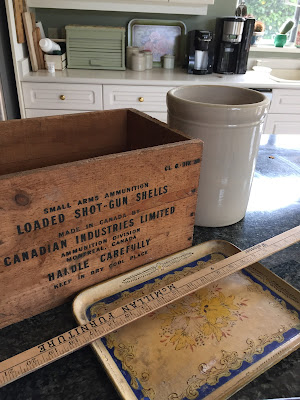 SMALL ARMS AMMUNITION
LOADED SHOT-GUN SHELLS
MADE IN CANADA BY
CANADIAN INDUSTRIES LIMITED
AMMUNITION DIVISION
MONTREAL, CANADA
HANDLE CAREFULLY
KEEP IN DRY COOL PLACE
McMILLAN FURNITURE